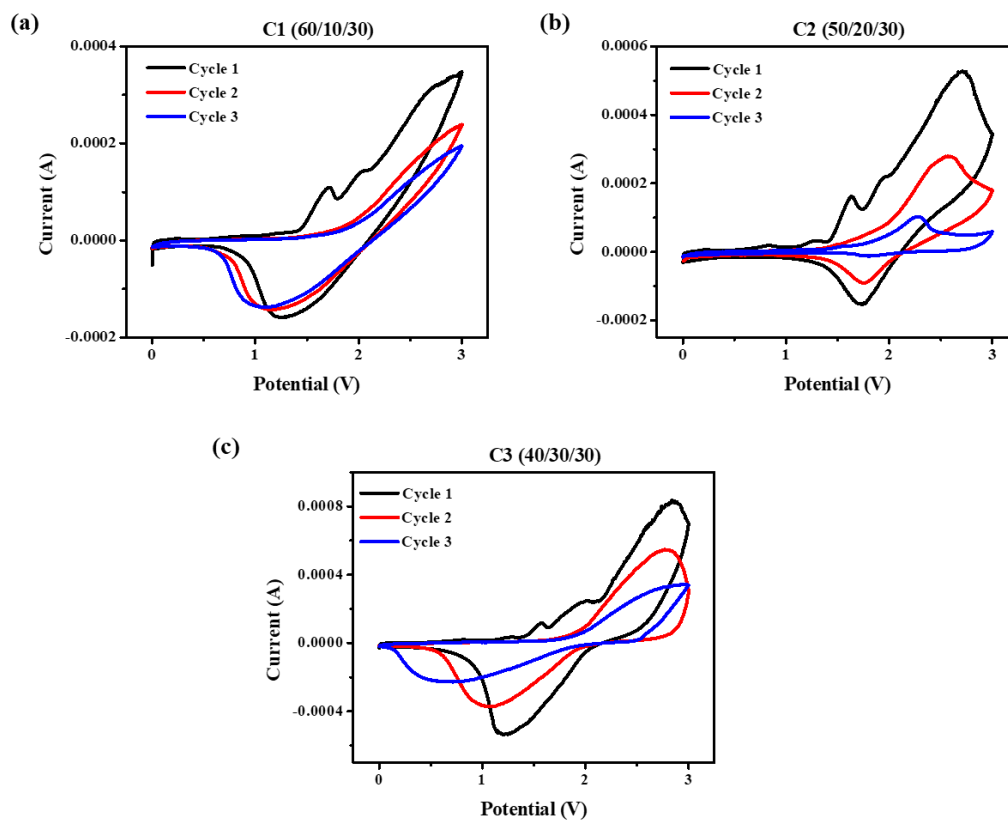 (a)
C1 (60/10/30)
0.0004
0.0002
0.0000
-0.0002
Current (A)
Cycle 1
Cycle 2
Cycle 3
0
1
2
3
Potential (V)
(b)
C2 (50/20/30)
0.0006
0.0004
0.0002
0.0000
-0.0002
Current (A)
Cycle 1
Cycle 2
Cycle 3
0
1
2
3
Potential (V)
(c)
C3 (40/30/30)
0.0008
0.0004
0.0000
-0.0004
Current (A)
Cycle 1
Cycle 2
Cycle 3
0
1
2
3
Potential (V)